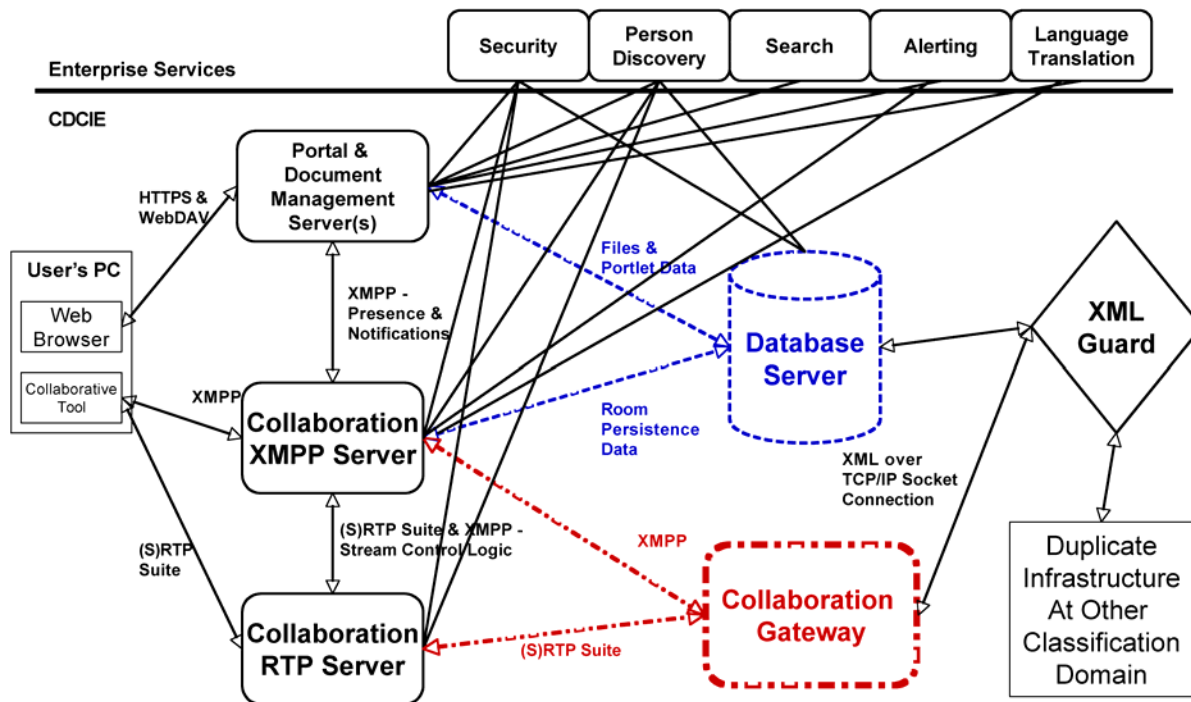 Security
Person
Discovery
Search
Alerting
Language
Translation
Enterprise Services
CDCIE
Portal &
Document
Management
Server(s)
HTTPS &
WebDAV
User's PC
Web
Browser
Collaborative
Tool
XMPP -
Presence &
Notifications
Files &
Portlet Data
Database
Server
XML
Guard
XMPP
Collaboration
XMPP Server
Room
Persistence
Data
XML over
TCP/IP Socket
Connection
(S)RTP
Suite
(S)RTP Suite & XMPP -
Stream Control Logic
XMPP
Collaboration
Gateway
Collaboration
RTP Server
(S)RTP Suite
Duplicate
Infrastructure
At Other
Classification
Domain